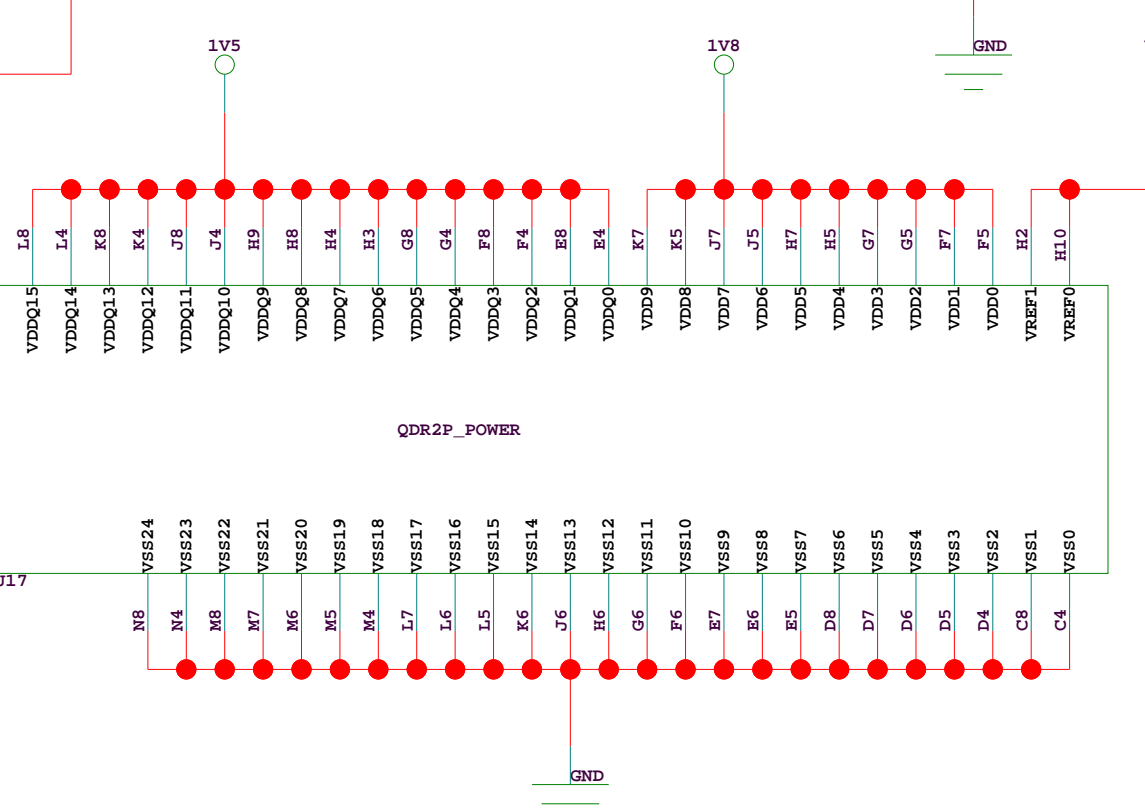 1V5 1V8 GND
L8 L4 K8 K4 J8 J4 H9 H8 H4 H3 G8 G4 F8 F4 E8 E4 K7 K5 J7 J5 H7 H5 G7 G5 F7 F5 H2 H10
VDDQ15 VDDQ14 VDDQ13 VDDQ12 VDDQ11 VDDQ10 VDDQ9 VDDQ8 VDDQ7 VDDQ6 VDDQ5 VDDQ4 VDDQ3 VDDQ2 VDDQ1 VDDQ0 VDD9 VDD8 VDD7 VDD6 VDD5 VDD4 VDD3 VDD2 VDD1 VDD0 VREF1 VREF0
QDR2P_POWER
VSS24 VSS23 VSS22 VSS21 VSS20 VSS19 VSS18 VSS17 VSS16 VSS15 VSS14 VSS13 VSS12 VSS11 VSS10 VSS9 VSS8 VSS7 VSS6 VSS5 VSS4 VSS3 VSS2 VSS1 VSS0
N8 N4 M8 M7 M6 M5 M4 L7 L6 L5 K6 J6 H6 G6 F6 E7 E6 E5 D8 D7 D6 D5 D4 C8 C4
GND